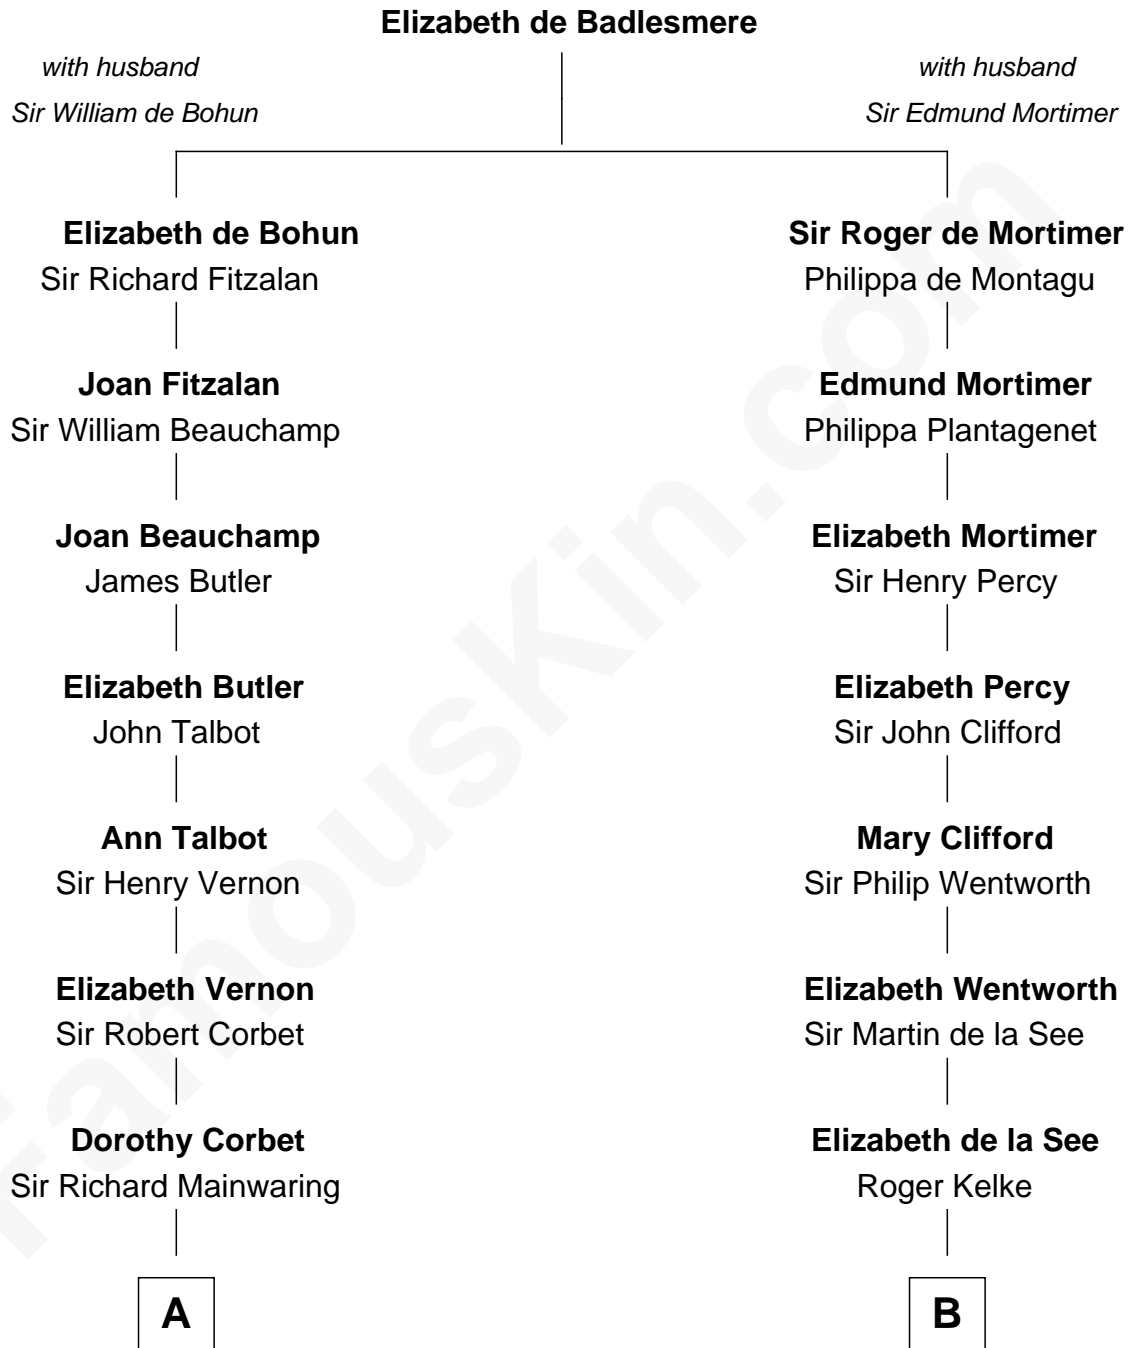 Elizabeth de Badlesmere
with husband
Sir William de Bohun
with husband
Sir Edmund Mortimer
Elizabeth de Bohun
Sir Richard Fitzalan
Joan Fitzalan
Sir William Beauchamp
Joan Beauchamp
James Butler
Elizabeth Butler
John Talbot
Ann Talbot
Sir Henry Vernon
Elizabeth Vernon
Sir Robert Corbet
Dorothy Corbet
Sir Richard Mainwaring
A
Sir Roger de Mortimer
Philippa de Montagu
Edmund Mortimer
Philippa Plantagenet
Elizabeth Mortimer
Sir Henry Percy
Elizabeth Percy
Sir John Clifford
Mary Clifford
Sir Philip Wentworth
Elizabeth Wentworth
Sir Martin de la See
Elizabeth de la See
Roger Kelke
B
FamousKin.com